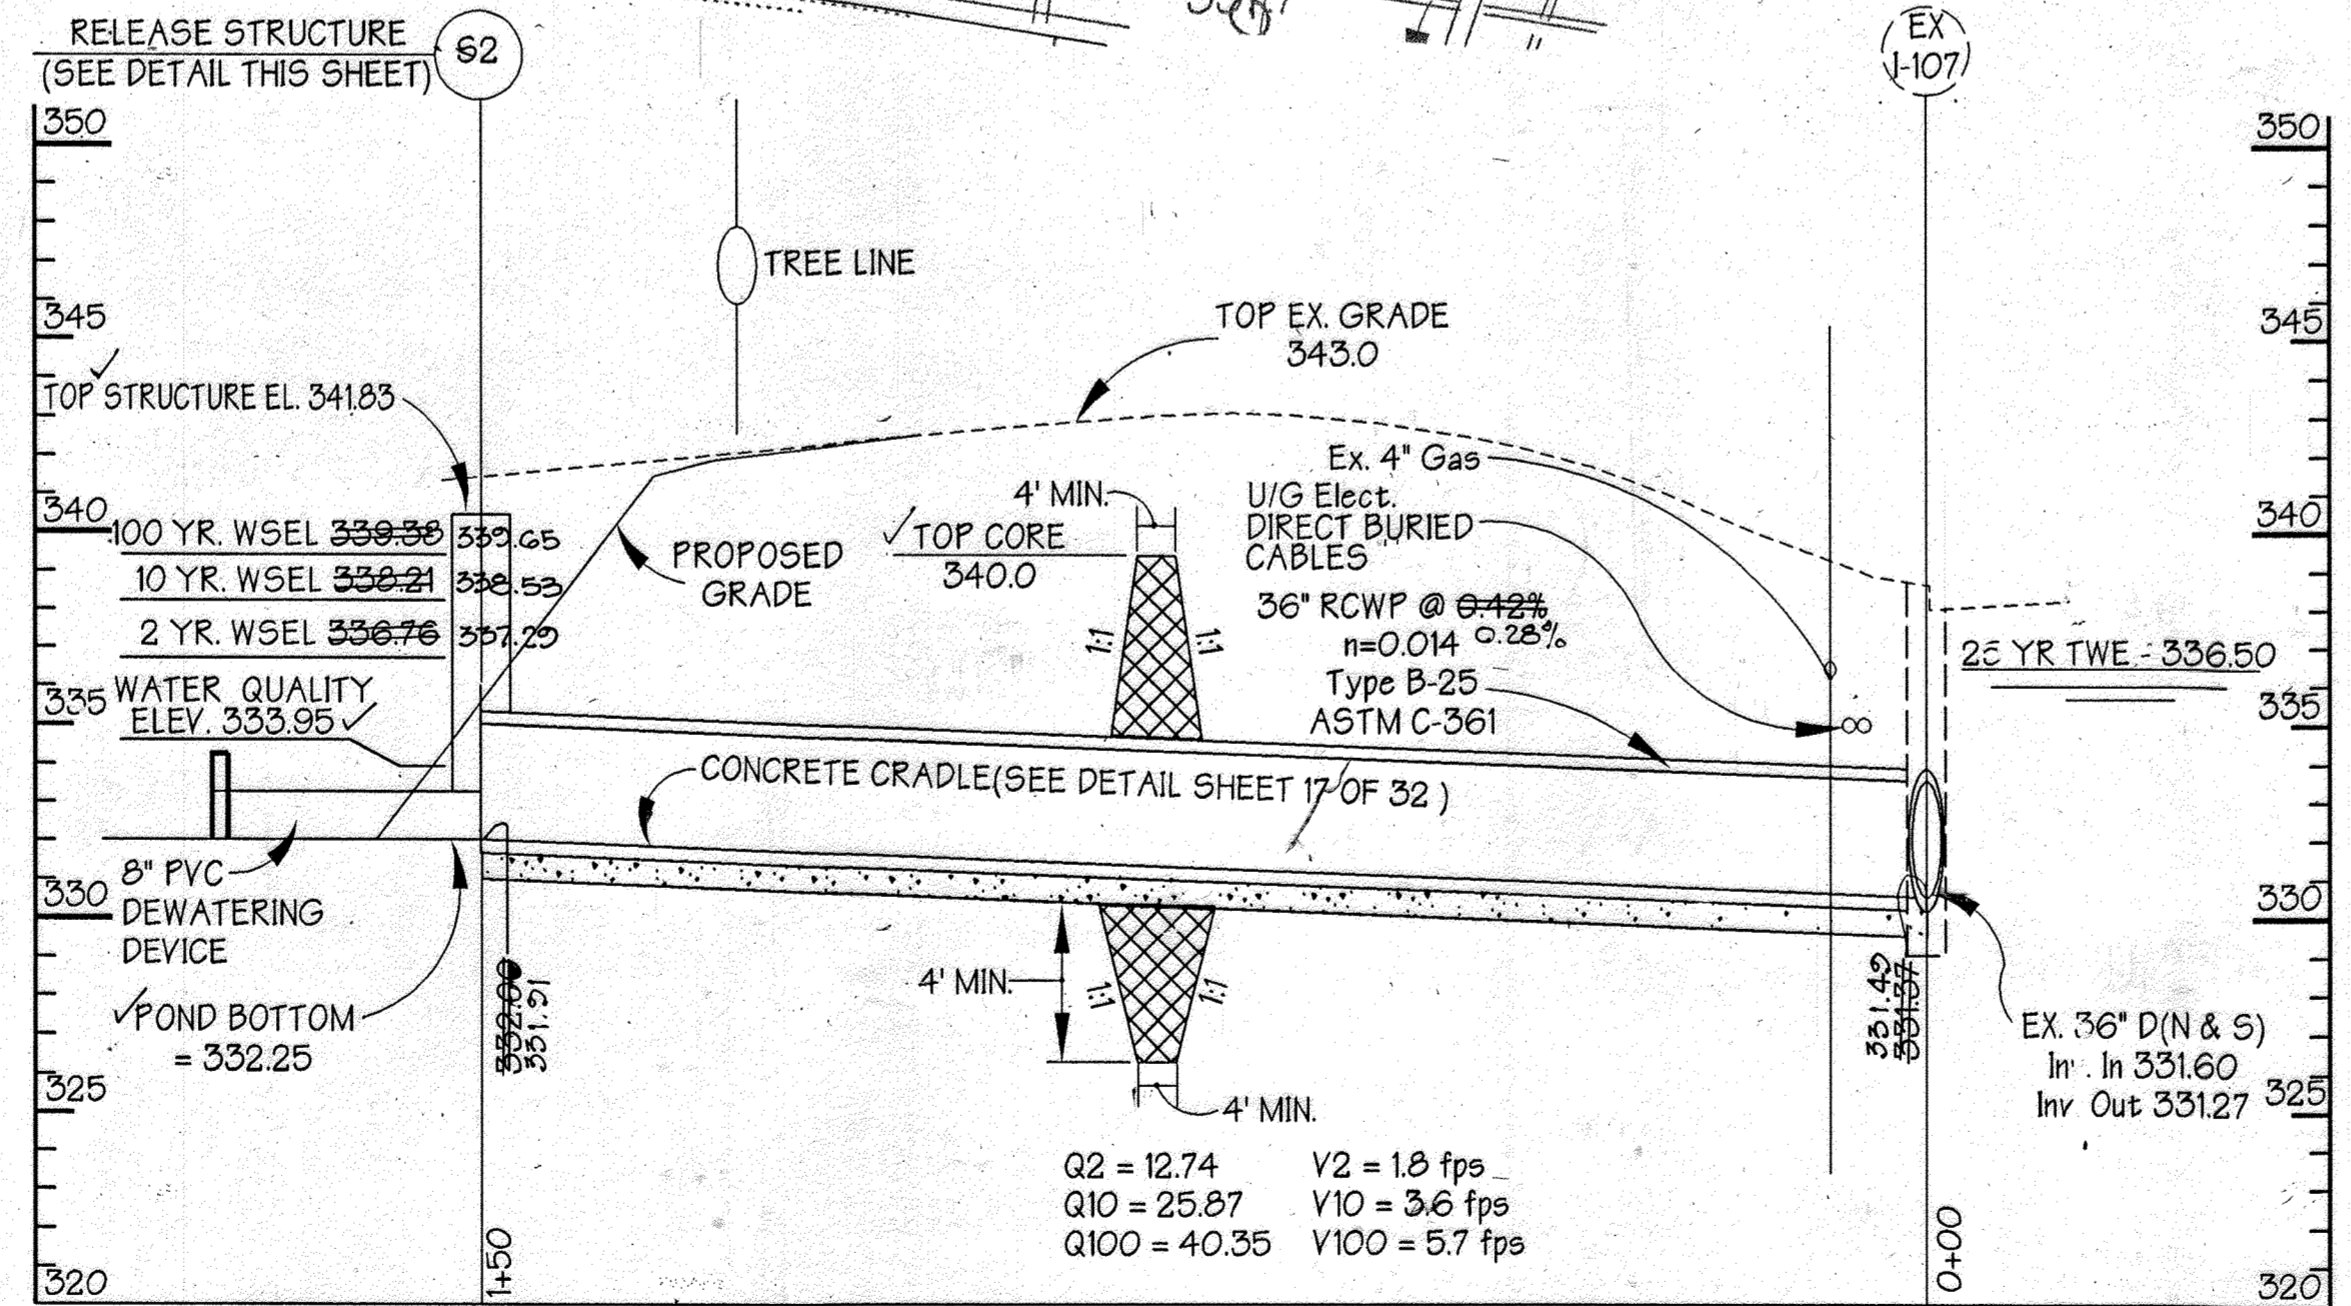 RELEASE STRUCTURE
(SEE DETAIL THIS SHEET)
S2
EX
I-107
350
350
TREE LINE
345
345
TOP EX. GRADE
343.0
TOP STRUCTURE EL. 341.83
Ex. 4" Gas
U/G Elect.
DIRECT BURIED
CABLES
4' MIN.
340
340
100 YR. WSEL 339.38 339.65
10 YR. WSEL 338.21 338.53
2 YR. WSEL 336.76 337.29
PROPOSED
GRADE
✓ TOP CORE
340.0
36" RCWP @ 0.42%
n=0.014 0.28%
1:1
1:1
Type B-25
ASTM C-361
YR TWE - 336.50
WATER QUALITY
ELEV. 333.95 ✓
335
335
CONCRETE CRADLE(SEE DETAIL SHEET 17 OF 32 )
8" PVC
DEWATERING
DEVICE
330
330
✓POND BOTTOM
= 332.25
332.00
331.91
4' MIN.
1:1
1:1
4' MIN.
331.49
331.37
EX. 36" D(N & S)
In 331.60
Inv Out 331.27
325
325
Q2 = 12.74 V2 = 1.8 fps
Q10 = 25.87 V10 = 3.6 fps
Q100 = 40.35 V100 = 5.7 fps
1+50
0+00
320
320